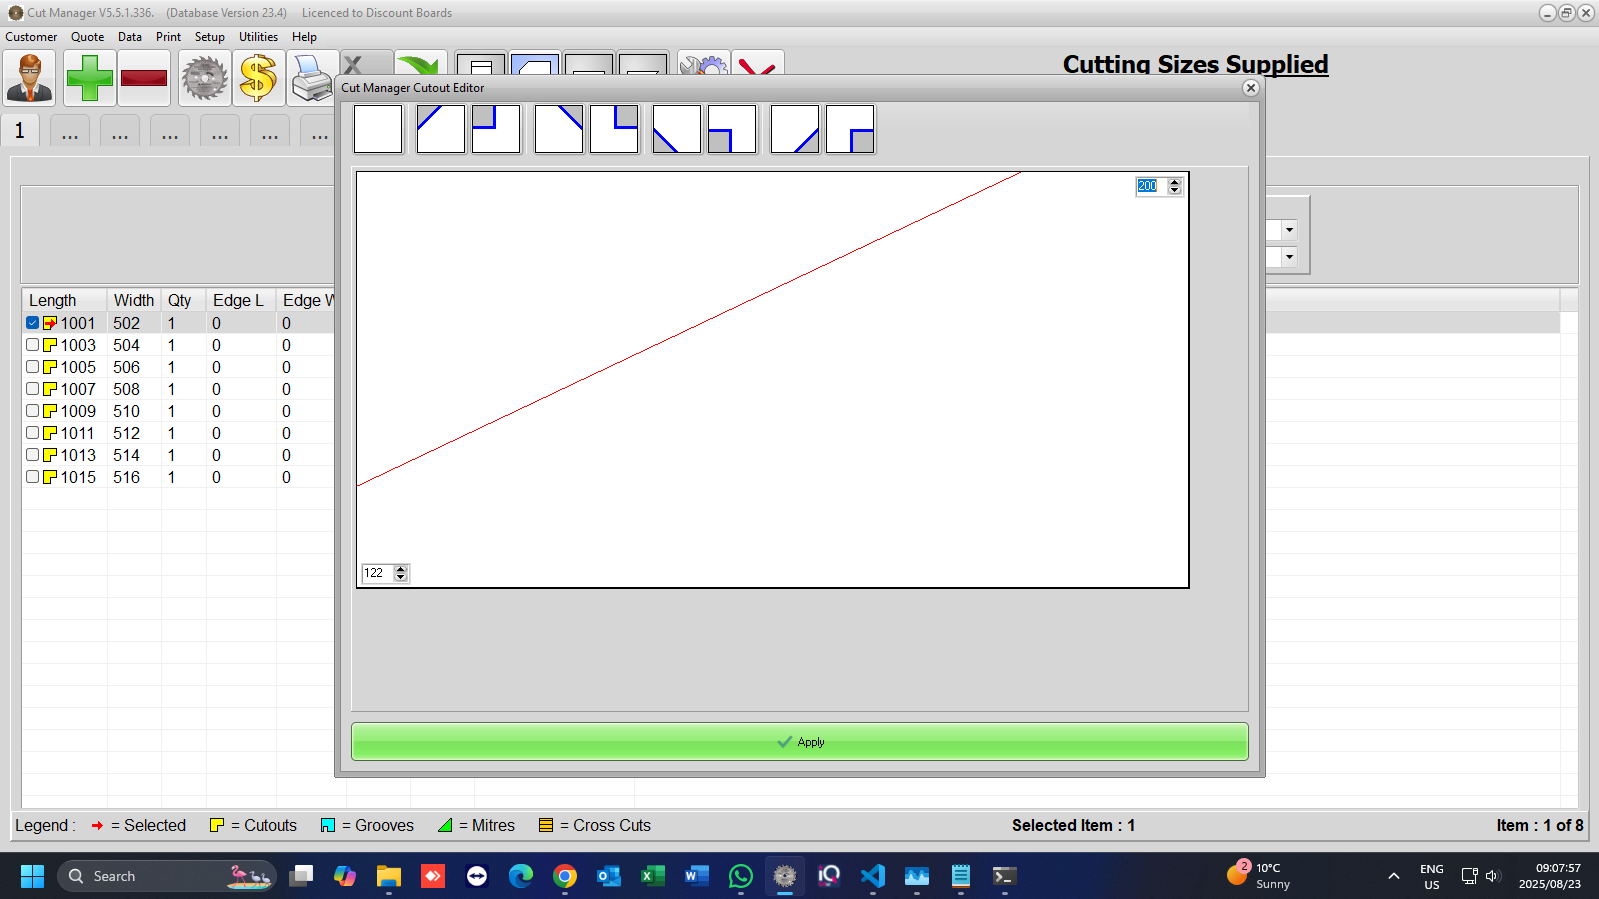 Cut Manager V5.5.1.336. (Database Version 23.4) Licenced to Discount Boards
Customer Quote Data Print Setup Utilities Help
Cutting Sizes Supplied
Cut Manager Cutout Editor
1 ... ... ... ... ... ...
200
Length Width Qty Edge L Edge W
1001 502 1 0 0
1003 504 1 0 0
1005 506 1 0 0
1007 508 1 0 0
1009 510 1 0 0
1011 512 1 0 0
1013 514 1 0 0
1015 516 1 0 0
122
Apply
Legend : = Selected = Cutouts = Grooves = Mitres = Cross Cuts Selected Item : 1 Item : 1 of 8
Search
2 10°C
Sunny
ENG
US
09:07:57
2025/08/23